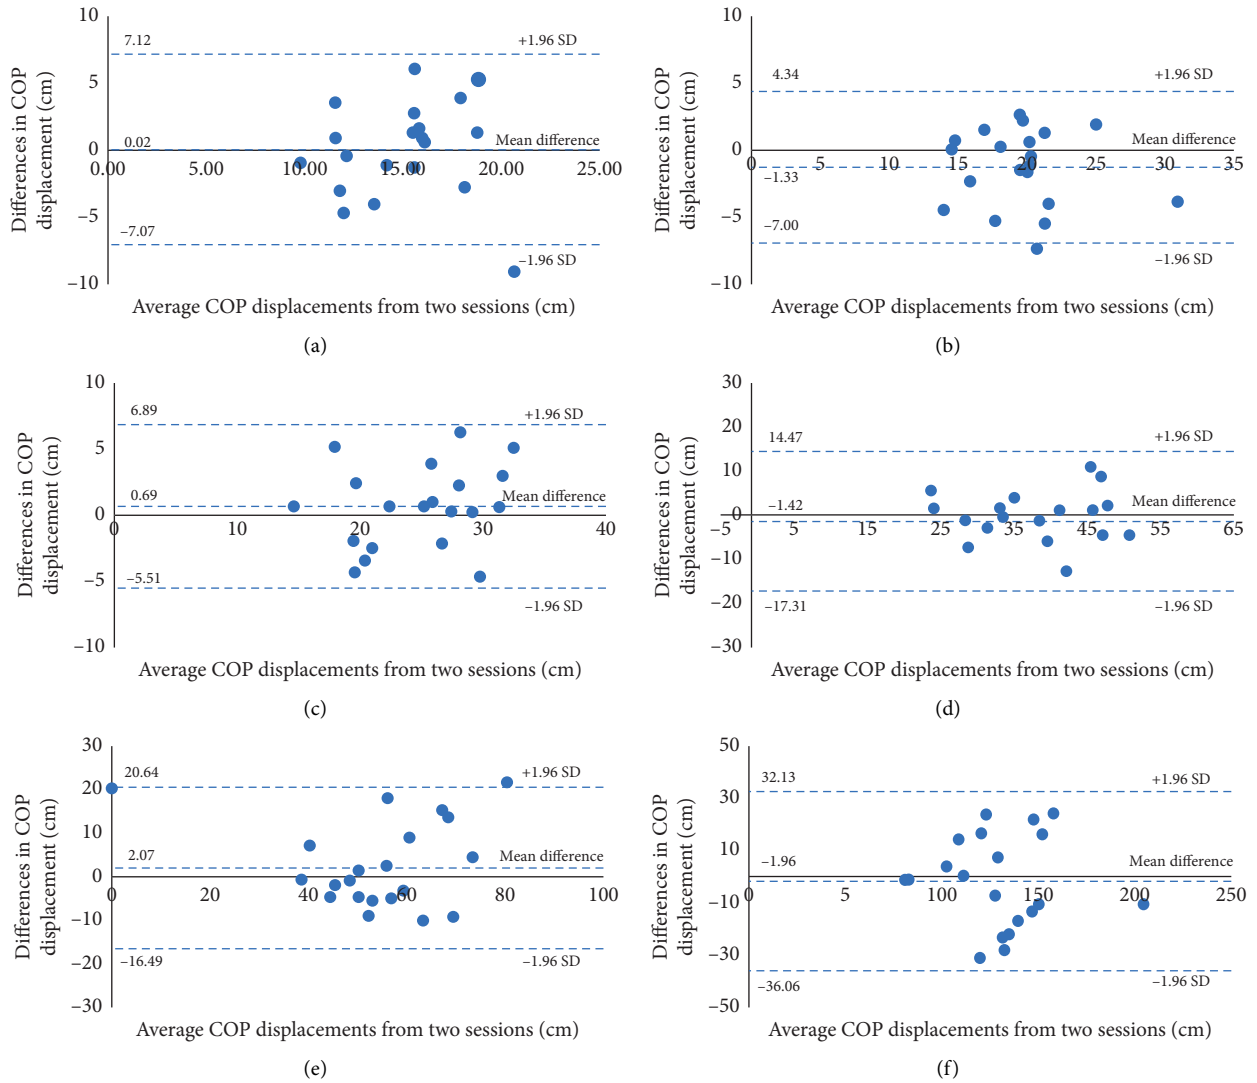 10
7.12
+1.96 SD
5
0.02
Mean difference
0
0.00
5.00
10.00
15.00
20.00
25.00
−5
−7.07
−1.96 SD
−10
Differences in COP
displacement (cm)
Average COP displacements from two sessions (cm)
(a)
10
4.34
+1.96 SD
5
Mean difference
0
0
5
10
15
20
25
30
35
−1.33
−5
−7.00
−1.96 SD
−10
Differences in COP
displacement (cm)
Average COP displacements from two sessions (cm)
(b)
10
6.89
+1.96 SD
5
0.69
Mean difference
0
0
10
20
30
40
−5
−5.51
−1.96 SD
−10
Differences in COP
displacement (cm)
Average COP displacements from two sessions (cm)
(c)
30
20
14.47
+1.96 SD
10
−1.42
Mean difference
0
−5
5
15
25
35
45
55
65
−10
−20
−17.31
−1.96 SD
−30
Differences in COP
displacement (cm)
Average COP displacements from two sessions (cm)
(d)
30
20.64
+1.96 SD
20
10
2.07
Mean difference
0
0
20
40
60
80
100
−10
−16.49
−1.96 SD
−20
−30
Differences in COP
displacement (cm)
Average COP displacements from two sessions (cm)
(e)
50
32.13
+1.96 SD
30
10
−1.96
Mean difference
0
5
100
150
200
250
−10
−30
−36.06
−1.96 SD
−50
Differences in COP
displacement (cm)
Average COP displacements from two sessions (cm)
(f)